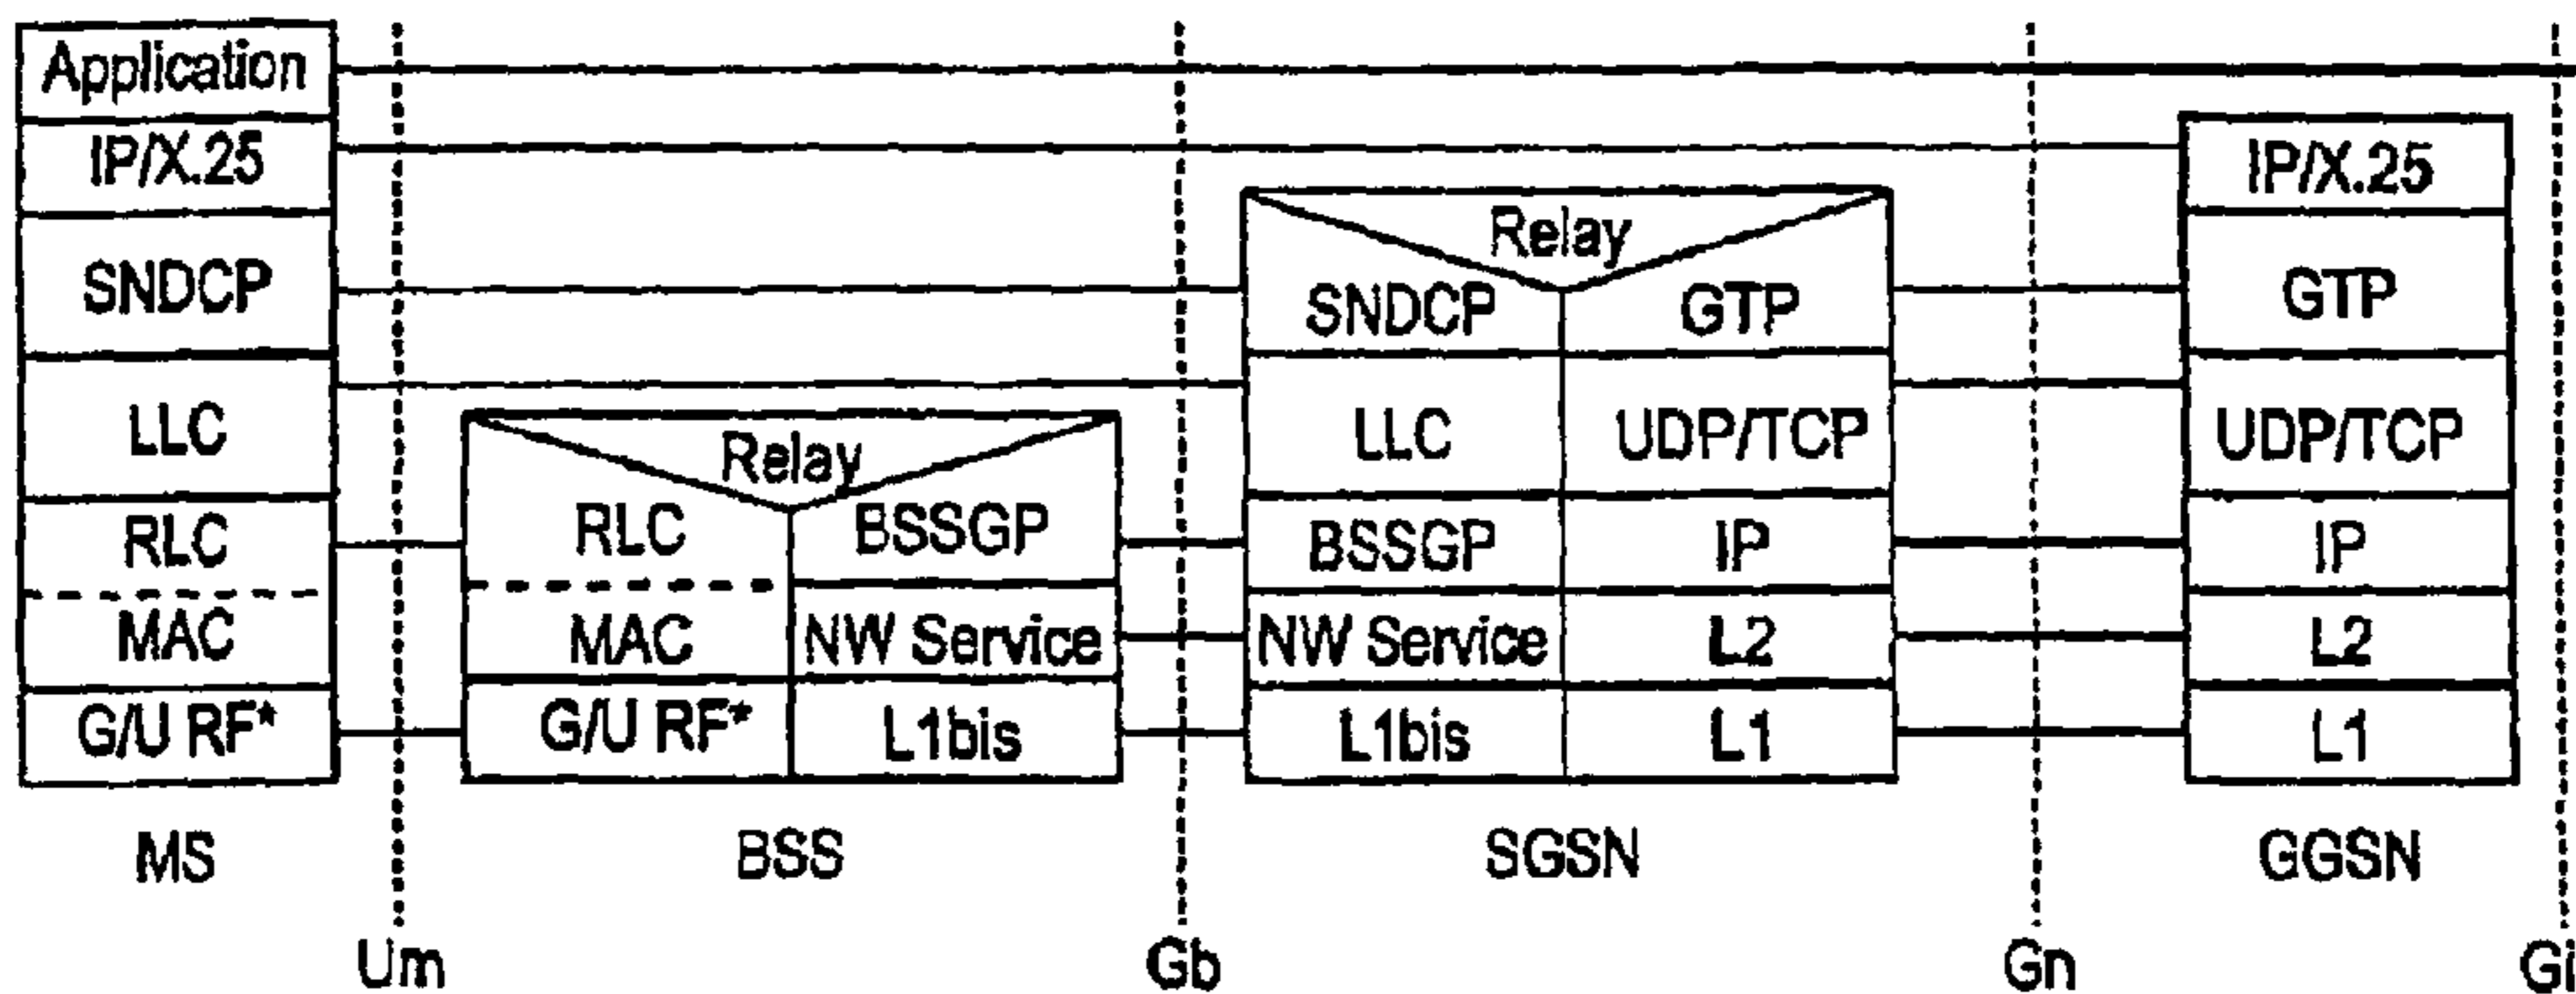 Application
IP/X.25
SNDCP
LLC
RLC
MAC
G/U RF*
MS
Um
Relay
RLC
BSSGP
MAC
NW Service
G/U RF*
L1bis
BSS
Gb
Relay
SNDCP
GTP
LLC
UDP/TCP
BSSGP
IP
NW Service
L2
L1bis
L1
SGSN
Gn
IP/X.25
GTP
UDP/TCP
IP
L2
L1
GGSN
Gi